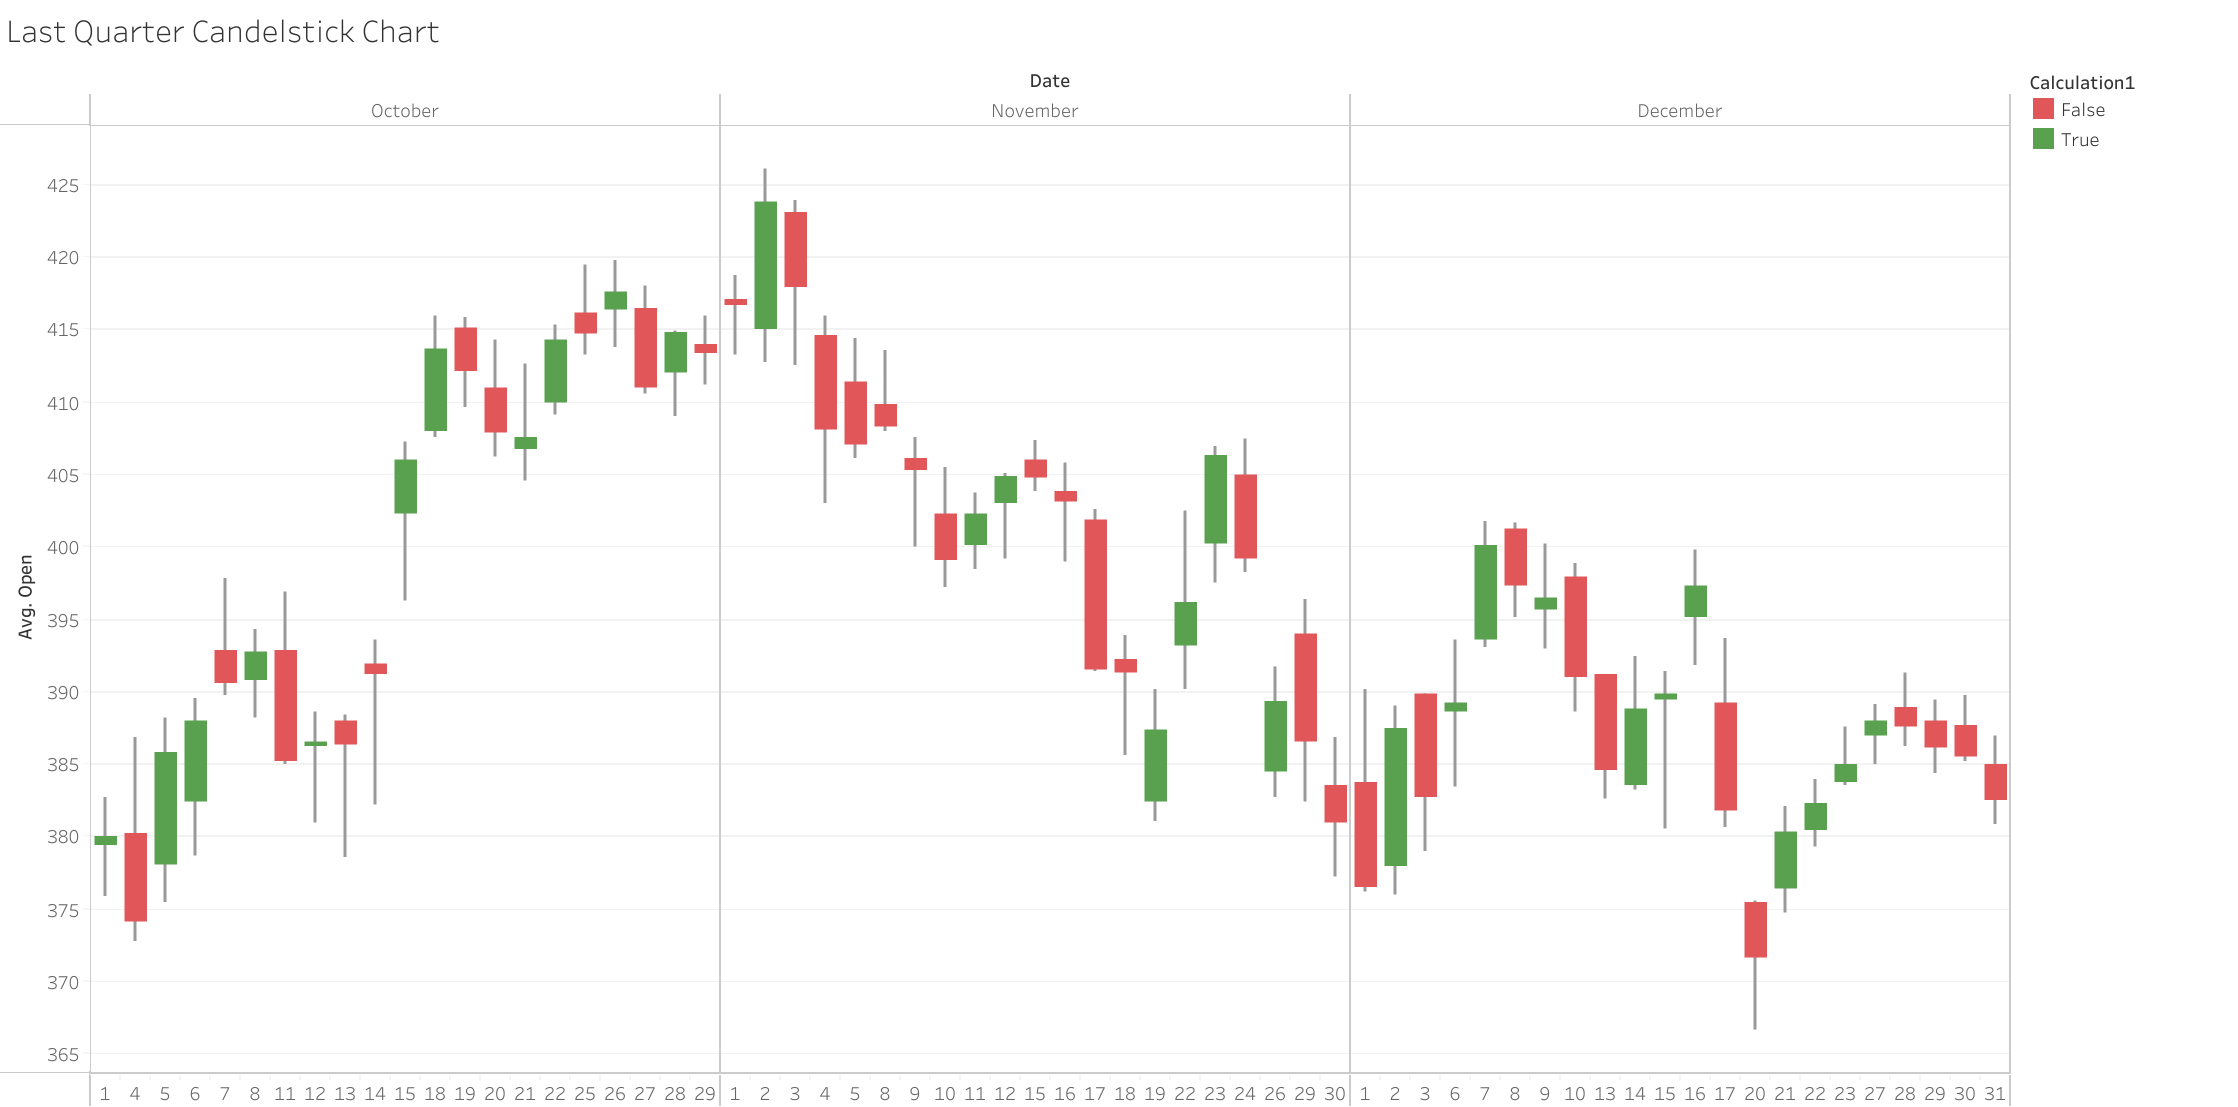 Last Quarter Candelstick Chart
Date
October November December
Calculation1
False
True
Avg. Open
425
420
415
410
405
400
395
390
385
380
375
370
365
1 4 5 6 7 8 11 12 13 14 15 18 19 20 21 22 25 26 27 28 29 1 2 3 4 5 8 9 10 11 12 15 16 17 18 19 22 23 24 26 29 30 1 2 3 6 7 8 9 10 13 14 15 16 17 20 21 22 23 27 28 29 30 31